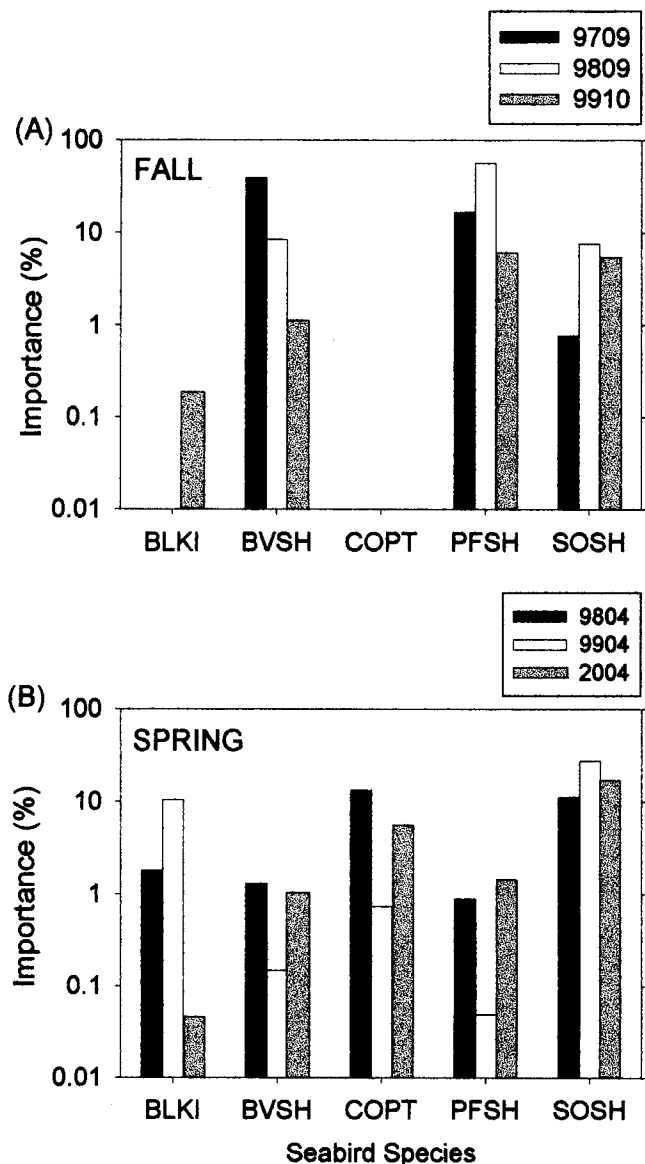 9709
9809
9910
(A)
FALL
100
10
1
0.1
0.01
Importance (%)
BLKI BVSH COPT PFSH SOSH
9804
9904
2004
(B)
SPRING
100
10
1
0.1
0.01
Importance (%)
BLKI BVSH COPT PFSH SOSH
Seabird Species